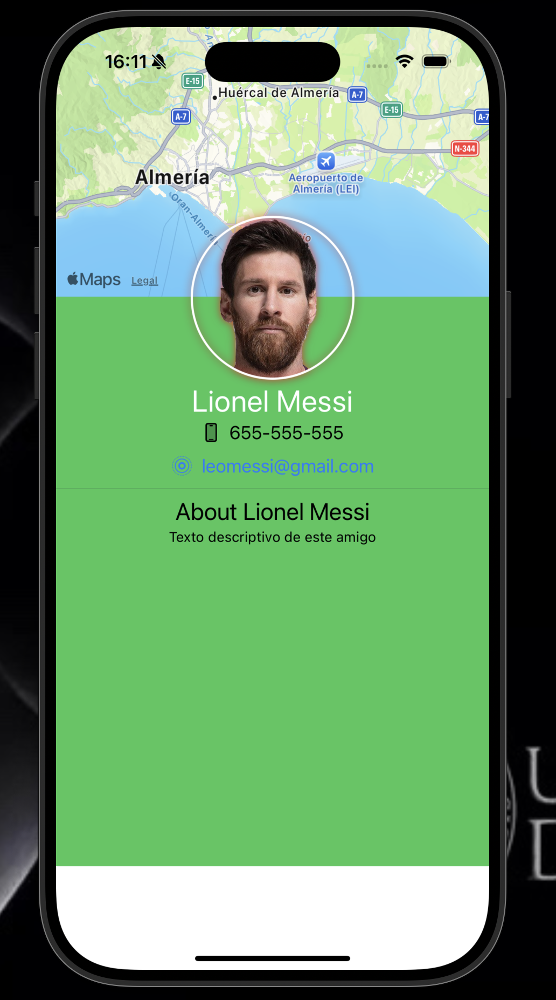 16:11
E-15
Huércal de Almería
A-7
E-15
A-7
A-7
N-344
Almería
Aeropuerto de
Almería (LEI)
Oran-Almería
Maps
Legal
Lionel Messi
655-555-555
leomessi@gmail.com
About Lionel Messi
Texto descriptivo de este amigo
U
D